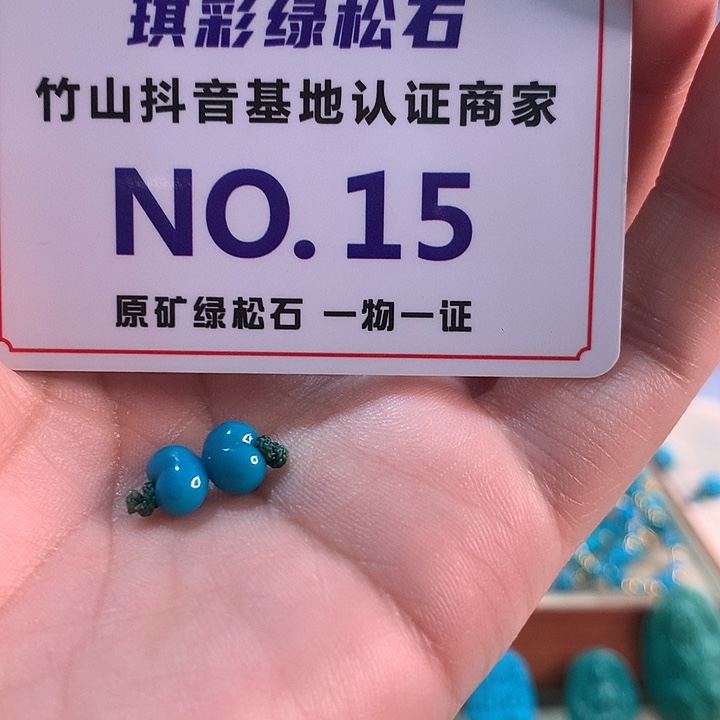 琪彩绿松石
竹山抖音基地认证商家
NO.15
原矿绿松石 一物一证